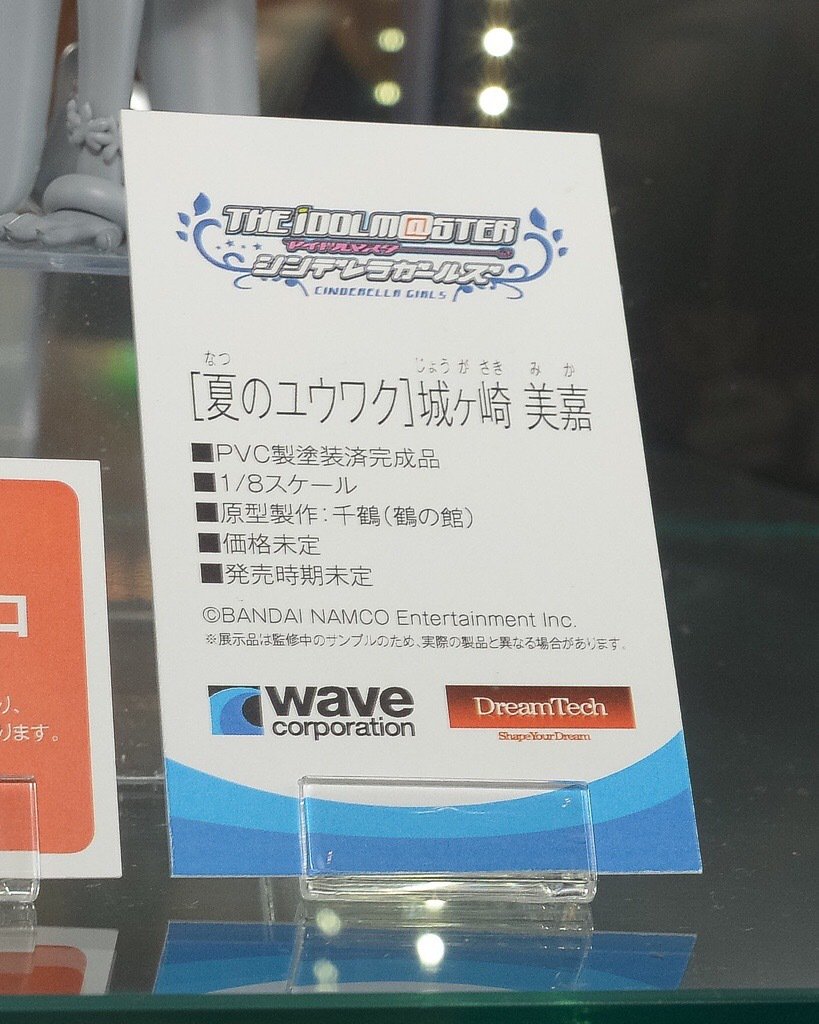 THE iDOLM@STER
アイドルマスター
シンデレラガールズ
CINDERELLA GIRLS
なつ じょうがさき みか
[夏のユウワク]城ヶ崎 美嘉
■PVC製塗装済完成品
■1/8スケール
■原型製作：千鶴(鶴の館)
■価格未定
■発売時期未定
©BANDAI NAMCO Entertainment Inc.
※展示品は監修中のサンプルのため、実際の製品と異なる場合があります。
wave
corporation
DreamTech
ShapeYourDream
り、
ります。